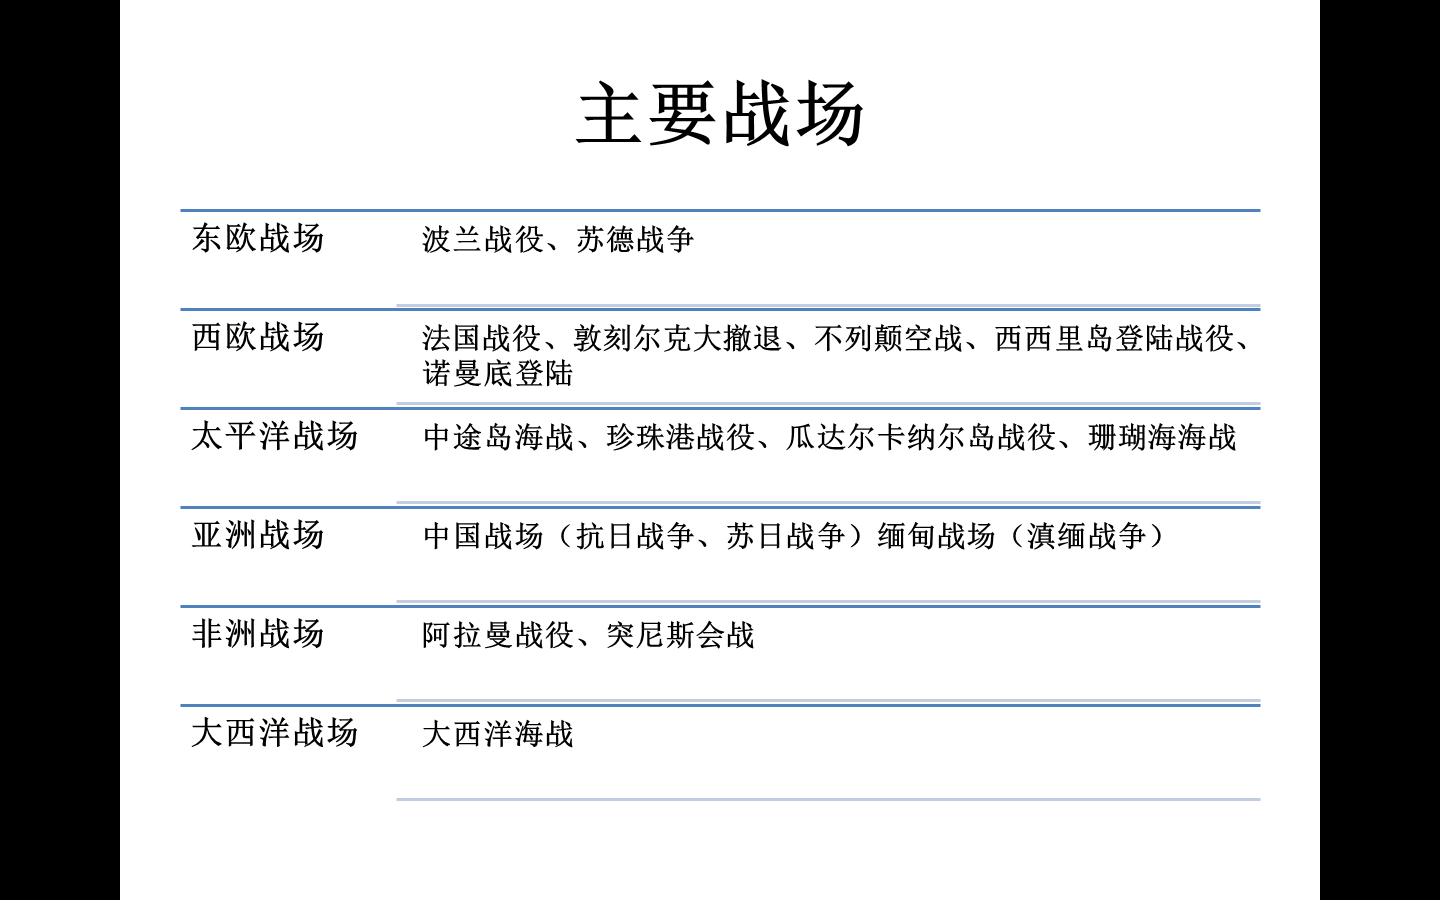 主要战场
东欧战场
波兰战役、苏德战争
西欧战场
法国战役、敦刻尔克大撤退、不列颠空战、西西里岛登陆战役、
诺曼底登陆
太平洋战场
中途岛海战、珍珠港战役、瓜达尔卡纳尔岛战役、珊瑚海海战
亚洲战场
中国战场（抗日战争、苏日战争）缅甸战场（滇缅战争）
非洲战场
阿拉曼战役、突尼斯会战
大西洋战场
大西洋海战